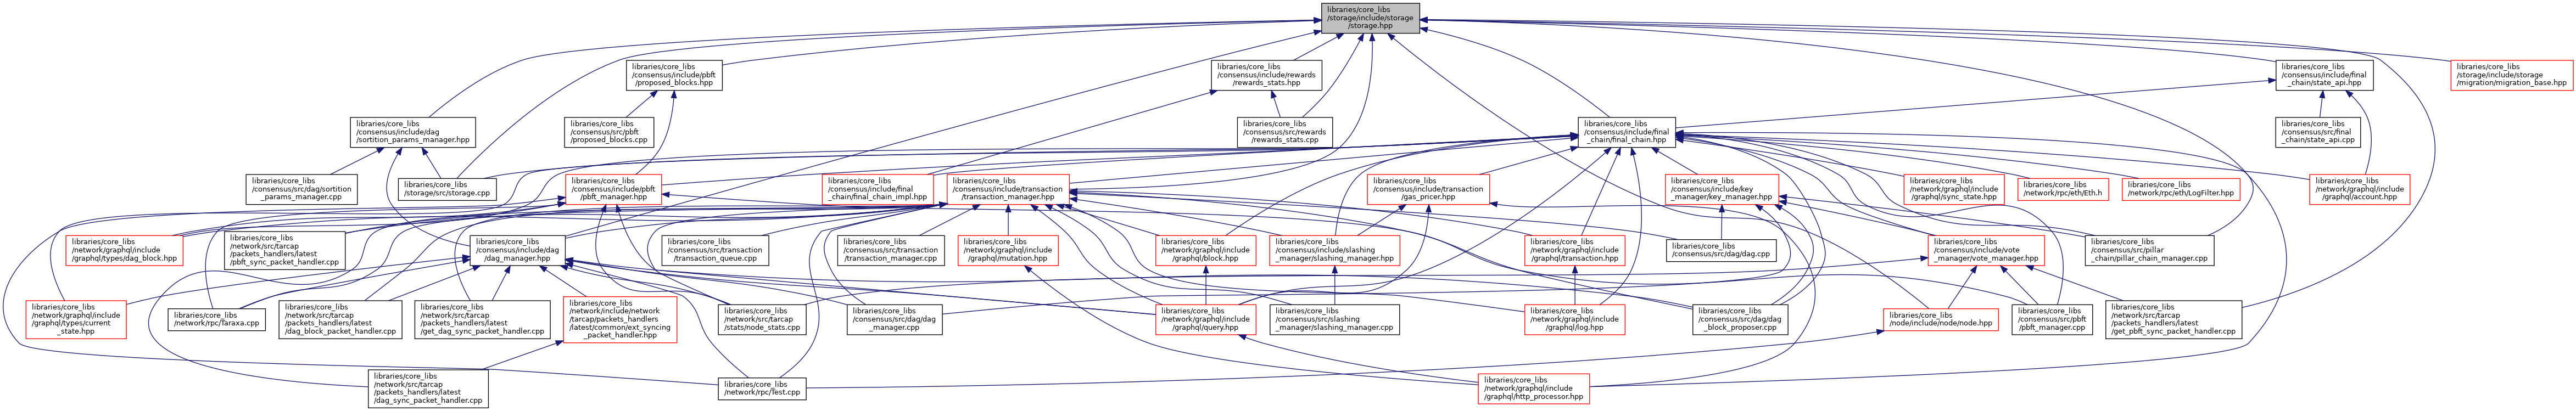 libraries/core_libs
/storage/include/storage
/storage.hpp
libraries/core_libs
/consensus/include/pbft
/proposed_blocks.hpp
libraries/core_libs
/consensus/include/rewards
/rewards_stats.hpp
libraries/core_libs
/consensus/include/final
_chain/state_api.hpp
libraries/core_libs
/storage/include/storage
/migration/migration_base.hpp
libraries/core_libs
/consensus/include/dag
/sortition_params_manager.hpp
libraries/core_libs
/consensus/src/pbft
/proposed_blocks.cpp
libraries/core_libs
/consensus/src/rewards
/rewards_stats.cpp
libraries/core_libs
/consensus/include/final
_chain/final_chain.hpp
libraries/core_libs
/consensus/src/final
_chain/state_api.cpp
libraries/core_libs
/consensus/src/dag/sortition
_params_manager.cpp
libraries/core_libs
/storage/src/storage.cpp
libraries/core_libs
/consensus/include/pbft
/pbft_manager.hpp
libraries/core_libs
/consensus/include/final
_chain/final_chain_impl.hpp
libraries/core_libs
/consensus/include/transaction
/transaction_manager.hpp
libraries/core_libs
/consensus/include/transaction
/gas_pricer.hpp
libraries/core_libs
/consensus/include/key
_manager/key_manager.hpp
libraries/core_libs
/network/graphql/include
/graphql/sync_state.hpp
libraries/core_libs
/network/rpc/eth/Eth.h
libraries/core_libs
/network/rpc/eth/LogFilter.hpp
libraries/core_libs
/network/graphql/include
/graphql/account.hpp
libraries/core_libs
/network/graphql/include
/graphql/types/dag_block.hpp
libraries/core_libs
/network/src/tarcap
/packets_handlers/latest
/pbft_sync_packet_handler.cpp
libraries/core_libs
/consensus/include/dag
/dag_manager.hpp
libraries/core_libs
/consensus/src/transaction
/transaction_queue.cpp
libraries/core_libs
/consensus/src/transaction
/transaction_manager.cpp
libraries/core_libs
/network/graphql/include
/graphql/mutation.hpp
libraries/core_libs
/network/graphql/include
/graphql/block.hpp
libraries/core_libs
/consensus/include/slashing
_manager/slashing_manager.hpp
libraries/core_libs
/network/graphql/include
/graphql/transaction.hpp
libraries/core_libs
/consensus/src/dag/dag.cpp
libraries/core_libs
/consensus/include/vote
_manager/vote_manager.hpp
libraries/core_libs
/consensus/src/pillar
_chain/pillar_chain_manager.cpp
libraries/core_libs
/network/graphql/include
/graphql/types/current
_state.hpp
libraries/core_libs
/network/rpc/Taraxa.cpp
libraries/core_libs
/network/src/tarcap
/packets_handlers/latest
/dag_block_packet_handler.cpp
libraries/core_libs
/network/src/tarcap
/packets_handlers/latest
/get_dag_sync_packet_handler.cpp
libraries/core_libs
/network/include/network
/tarcap/packets_handlers
/latest/common/ext_syncing
_packet_handler.hpp
libraries/core_libs
/network/src/tarcap
/stats/node_stats.cpp
libraries/core_libs
/consensus/src/dag/dag
_manager.cpp
libraries/core_libs
/network/graphql/include
/graphql/query.hpp
libraries/core_libs
/consensus/src/slashing
_manager/slashing_manager.cpp
libraries/core_libs
/network/graphql/include
/graphql/log.hpp
libraries/core_libs
/consensus/src/dag/dag
_block_proposer.cpp
libraries/core_libs
/node/include/node/node.hpp
libraries/core_libs
/consensus/src/pbft
/pbft_manager.cpp
libraries/core_libs
/network/src/tarcap
/packets_handlers/latest
/get_pbft_sync_packet_handler.cpp
libraries/core_libs
/network/src/tarcap
/packets_handlers/latest
/dag_sync_packet_handler.cpp
libraries/core_libs
/network/rpc/Test.cpp
libraries/core_libs
/network/graphql/include
/graphql/http_processor.hpp